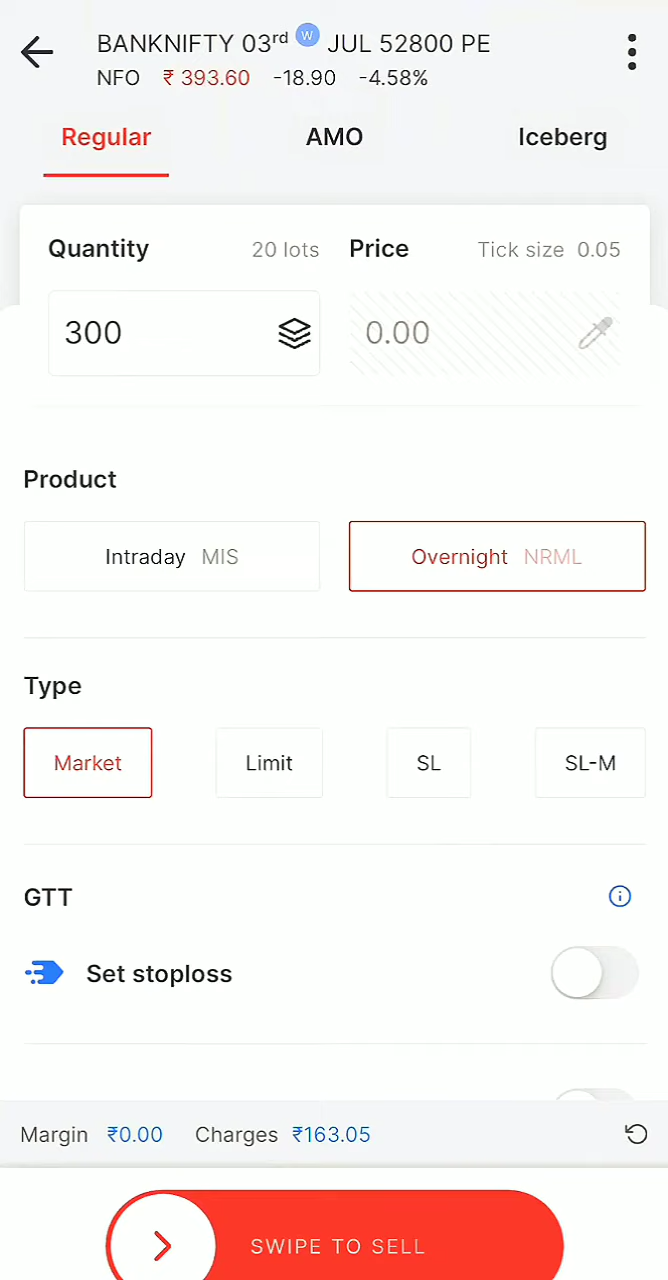 BANKNIFTY 03rd W JUL 52800 PE
NFO ₹ 393.60 -18.90 -4.58%
Regular AMO Iceberg
Quantity 20 lots Price Tick size 0.05
300 0.00
Product
Intraday MIS Overnight NRML
Type
Market Limit SL SL-M
GTT
Set stoploss
Margin ₹0.00 Charges ₹163.05
SWIPE TO SELL